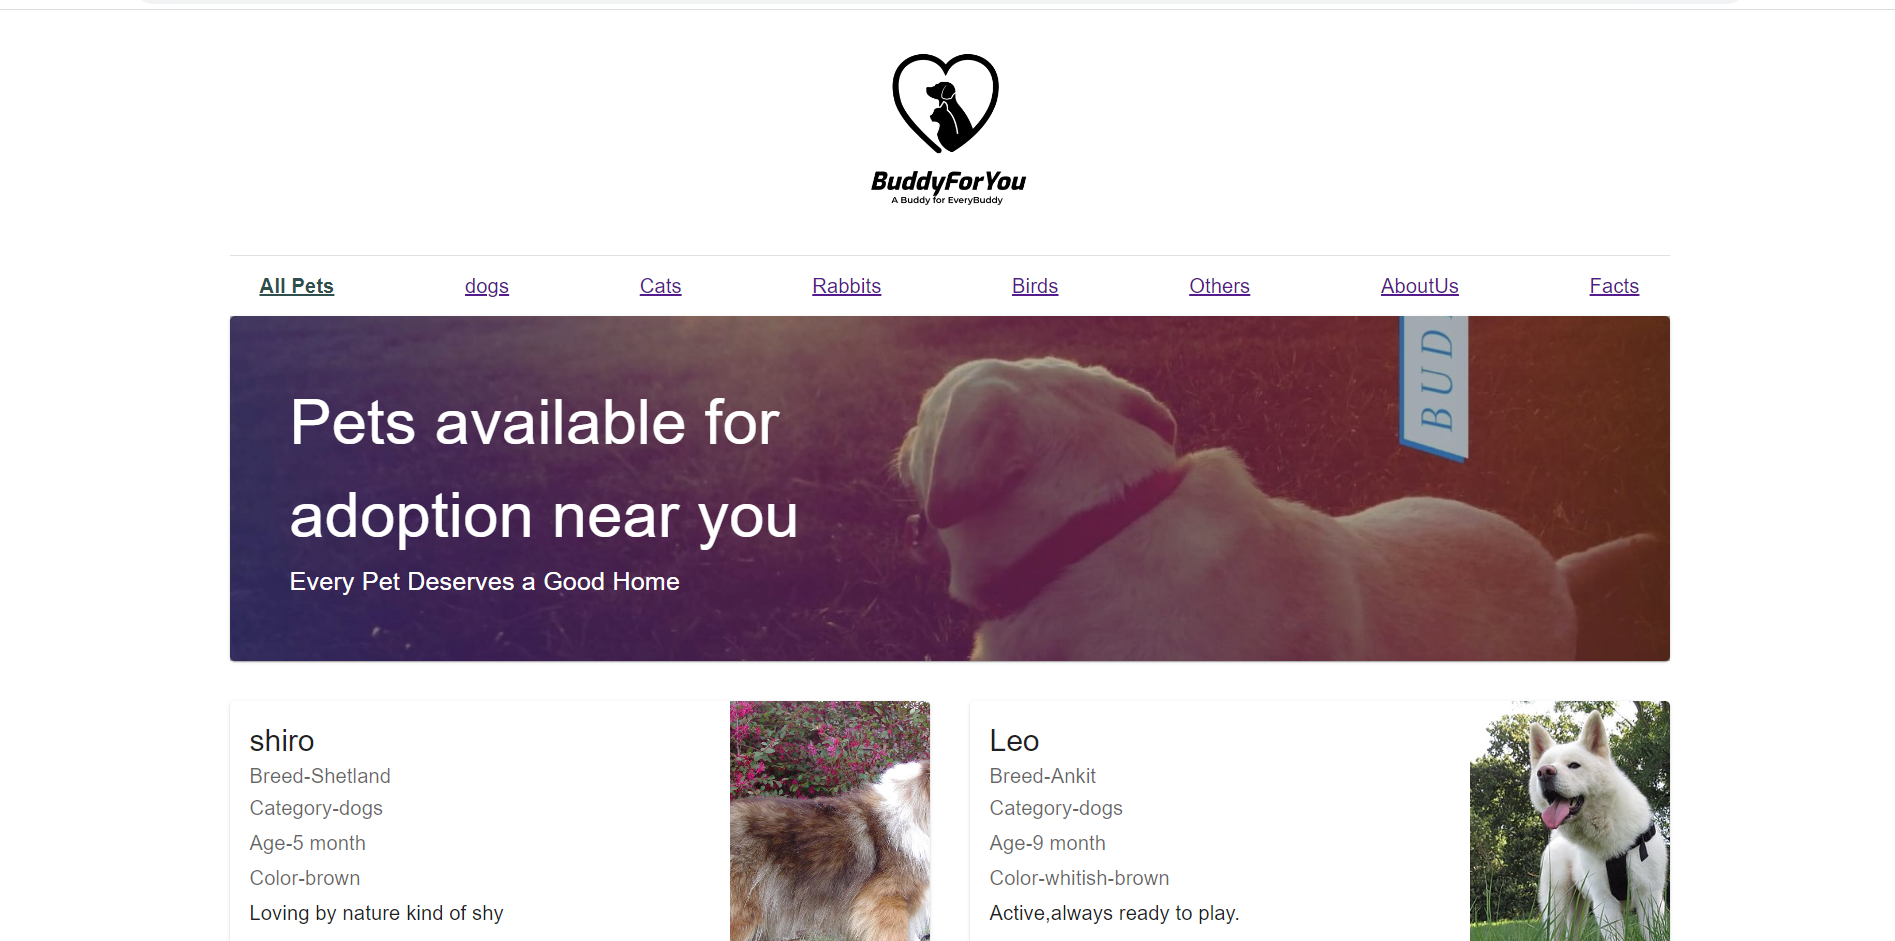 BuddyForYou
A Buddy for EveryBuddy
All Pets dogs Cats Rabbits Birds Others AboutUs Facts
Pets available for
adoption near you
Every Pet Deserves a Good Home
BUD
shiro
Breed-Shetland
Category-dogs
Age-5 month
Color-brown
Loving by nature kind of shy
Leo
Breed-Ankit
Category-dogs
Age-9 month
Color-whitish-brown
Active,always ready to play.